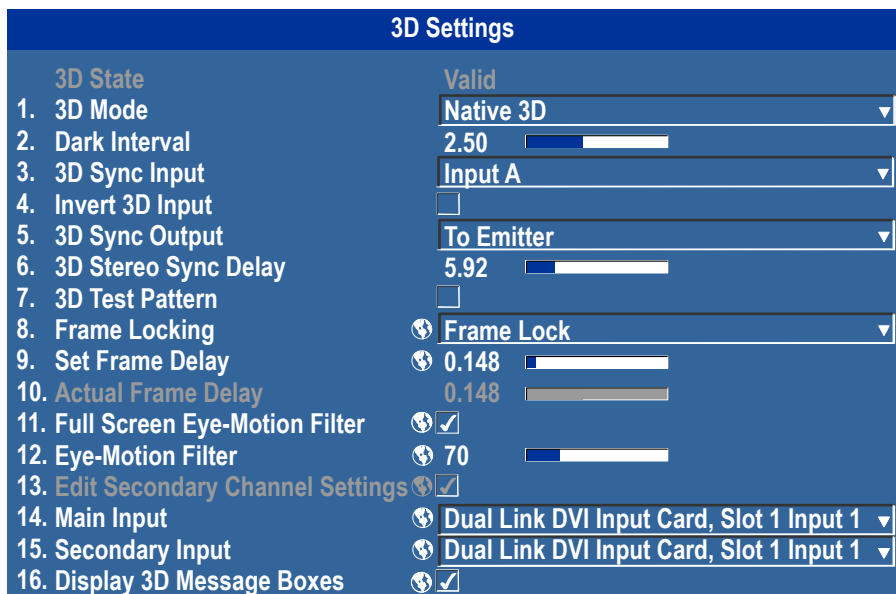 3D Settings
3D State Valid
1. 3D Mode Native 3D
2. Dark Interval 2.50
3. 3D Sync Input Input A
4. Invert 3D Input
5. 3D Sync Output To Emitter
6. 3D Stereo Sync Delay 5.92
7. 3D Test Pattern
8. Frame Locking Frame Lock
9. Set Frame Delay 0.148
10. Actual Frame Delay 0.148
11. Full Screen Eye-Motion Filter
12. Eye-Motion Filter 70
13. Edit Secondary Channel Settings
14. Main Input Dual Link DVI Input Card, Slot 1 Input 1
15. Secondary Input Dual Link DVI Input Card, Slot 1 Input 1
16. Display 3D Message Boxes